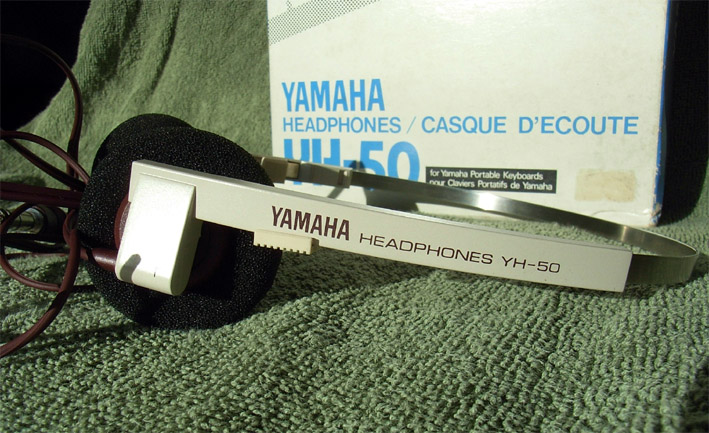 YAMAHA
HEADPHONES / CASQUE D'ECOUTE
YH-50
for Yamaha Portable Keyboards
pour Claviers Portatifs de Yamaha
YAMAHA HEADPHONES YH-50